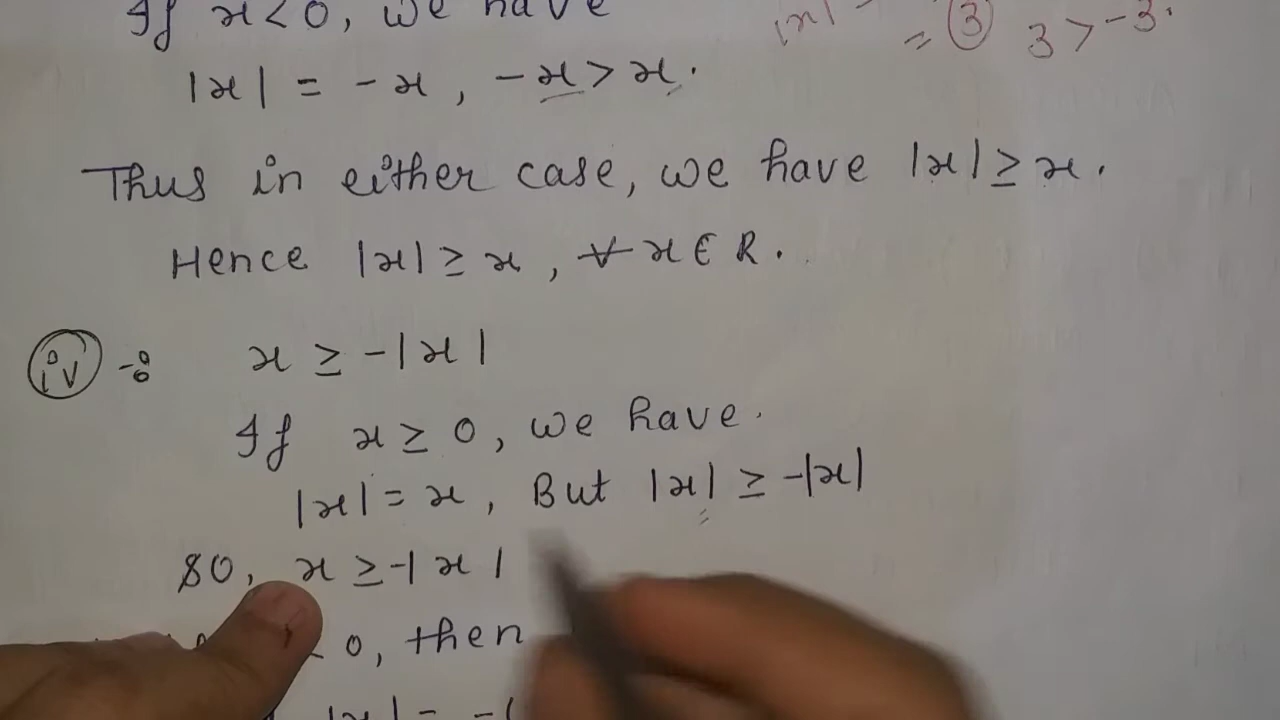 If x < 0, we have
|x| = -x, -x > x.
|x|
= 3 3 > -3.
Thus in either case, we have |x| ≥ x.
Hence |x| ≥ x, ∀ x ∈ R.
iv -: x ≥ -|x|
If x ≥ 0, we have.
|x| = x, But |x| ≥ -|x|
So, x ≥ -|x|
0, then
|x| = -